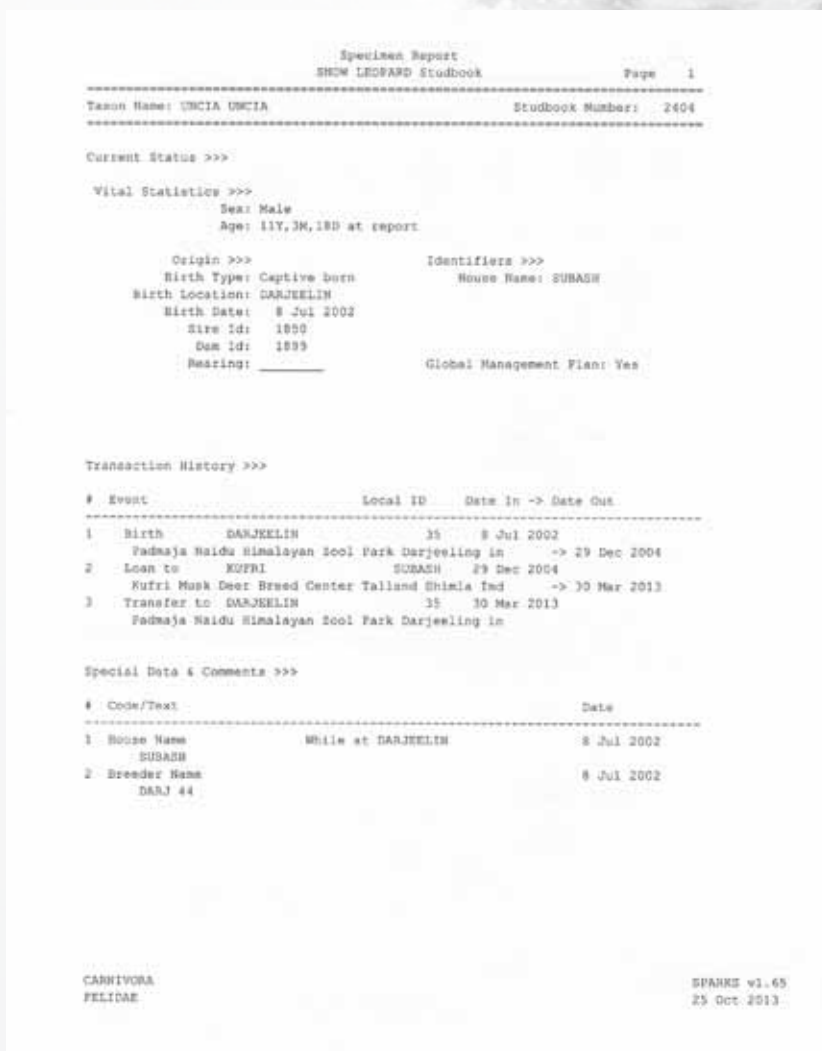 Specimen Report
SNOW LEOPARD Studbook Page 1
Taxon Name: UNCIA UNCIA Studbook Number: 2404
Current Status >>>
Vital Statistics >>>
Sex: Male
Age: 11Y,3M,18D at report
Origin >>> Identifiers >>>
Birth Type: Captive born House Name: SUBASH
Birth Location: DARJEELIN
Birth Date: 8 Jul 2002
Sire Id: 1890
Dam Id: 1899
Rearing: ________ Global Management Plan: Yes
Transaction History >>>
# Event Local ID Date In -> Date Out
1 Birth DARJEELIN 35 8 Jul 2002
Padmaja Naidu Himalayan Zool Park Darjeeling in -> 29 Dec 2004
2 Loan to KUFRI SUBASH 29 Dec 2004
Kufri Musk Deer Breed Center Talland Shimla Ind -> 30 Mar 2013
3 Transfer to DARJEELIN 35 30 Mar 2013
Padmaja Naidu Himalayan Zool Park Darjeeling in
Special Data & Comments >>>
# Code/Text Date
1 House Name While at DARJEELIN 8 Jul 2002
SUBASH
2 Breeder Name 8 Jul 2002
DARJ 44
CARNIVORA SPARKS v1.65
FELIDAE 25 Oct 2013